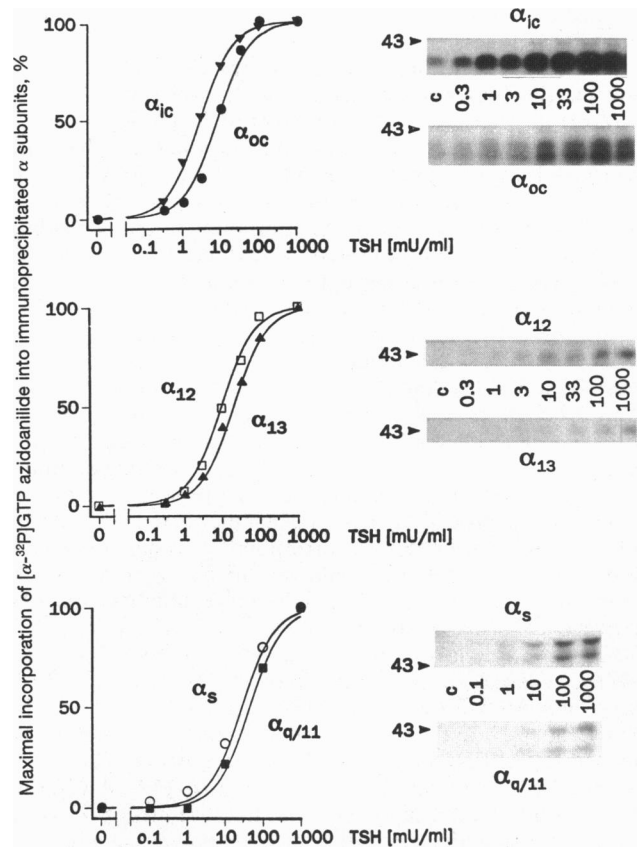 Maximal incorporation of [α-³²P]GTP azidoanilide into immunoprecipitated α subunits, %
100
50
0
αic
αoc
0 0.1 1 10 100 1000 TSH [mU/ml]
αic
43
c 0.3 1 3 10 33 100 1000
43
αoc
100
50
0
α12
α13
0 0.1 1 10 100 1000 TSH [mU/ml]
α12
43
c 0.3 1 3 10 33 100 1000
43
α13
100
50
0
αs
αq/11
0 0.1 1 10 100 1000 TSH [mU/ml]
αs
43
c 0.1 1 10 100 1000
43
αq/11